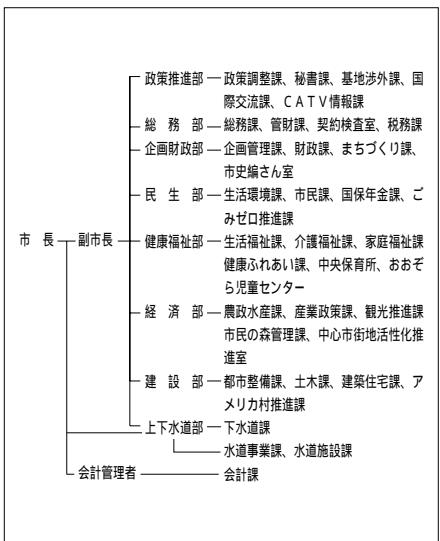 政策推進部 政策調整課、秘書課、基地渉外課、国
際交流課、ＣＡＴＶ情報課
総務部 総務課、管財課、契約検査室、税務課
企画財政部 企画管理課、財政課、まちづくり課、
市史編さん室
民生部 生活環境課、市民課、国保年金課、ご
みゼロ推進課
市長 副市長 健康福祉部 生活福祉課、介護福祉課、家庭福祉課
健康ふれあい課、中央保育所、おおぞ
ら児童センター
経済部 農政水産課、産業政策課、観光推進課
市民の森管理課、中心市街地活性化推
進室
建設部 都市整備課、土木課、建築住宅課、ア
メリカ村推進課
上下水道部 下水道課
水道事業課、水道施設課
会計管理者 会計課